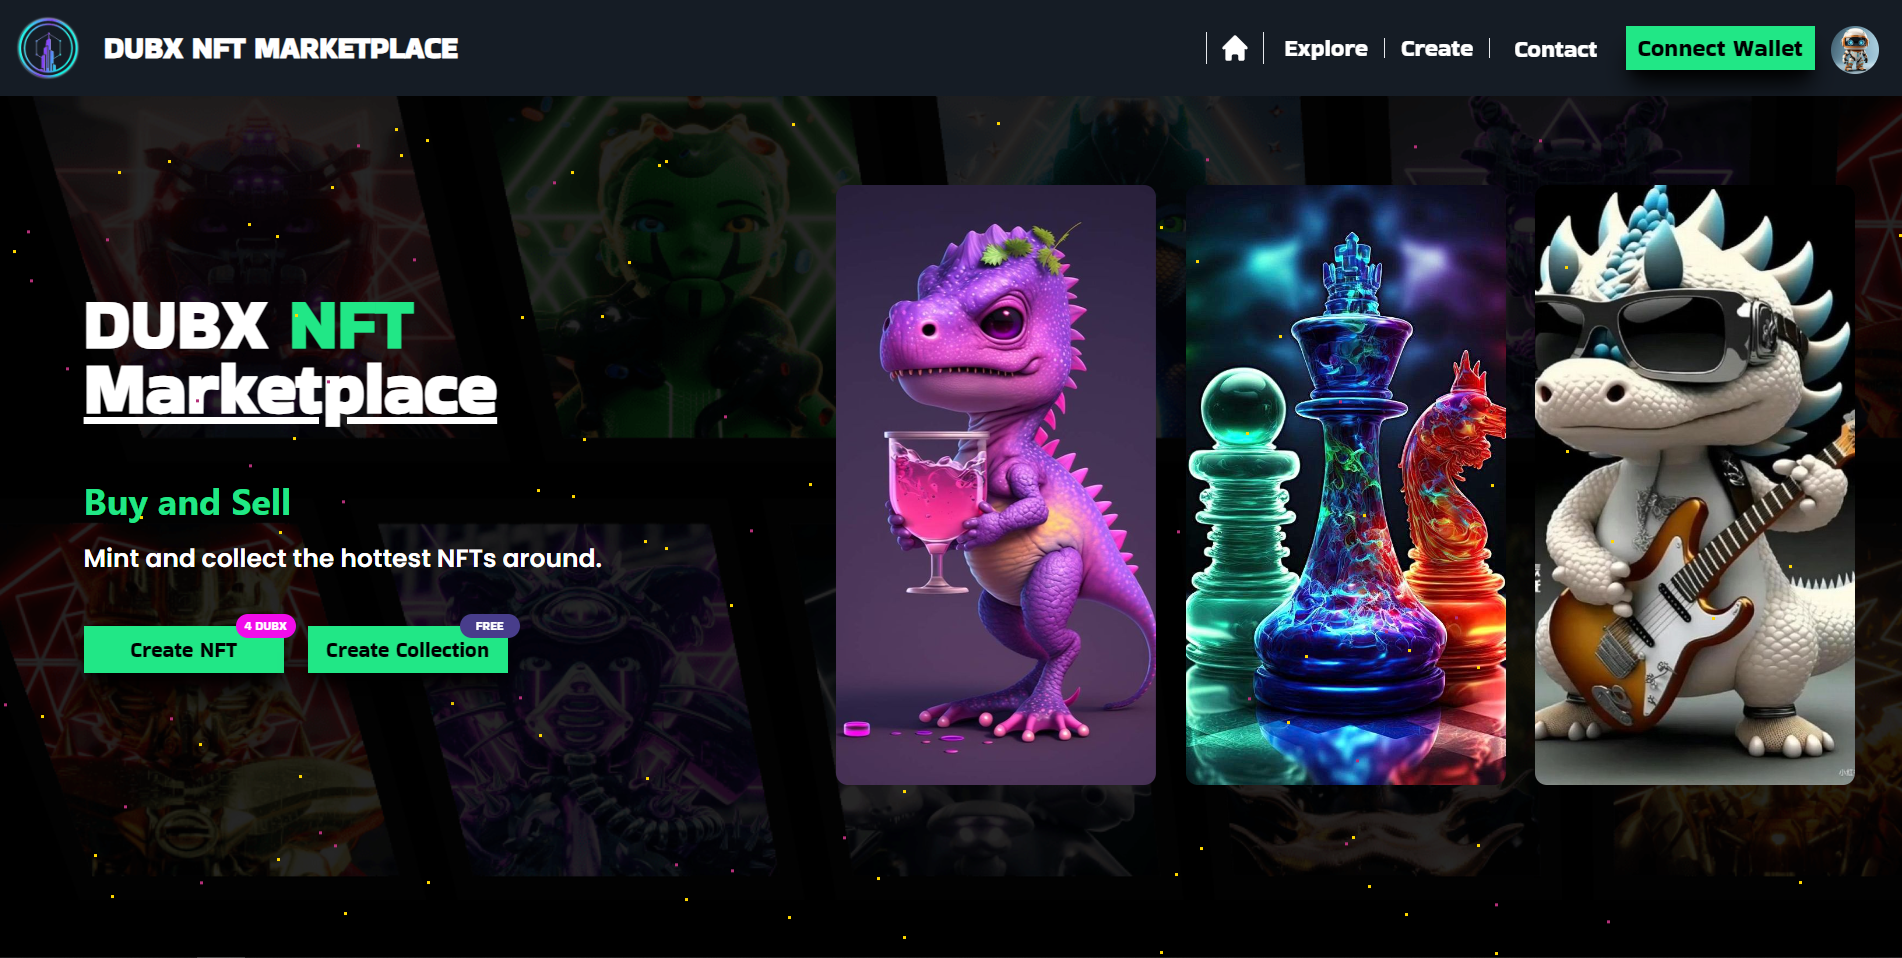 DUBX NFT MARKETPLACE
Explore
Create
Contact
Connect Wallet
DUBX NFT
Marketplace
Buy and Sell
Mint and collect the hottest NFTs around.
4 DUBX
FREE
Create NFT
Create Collection